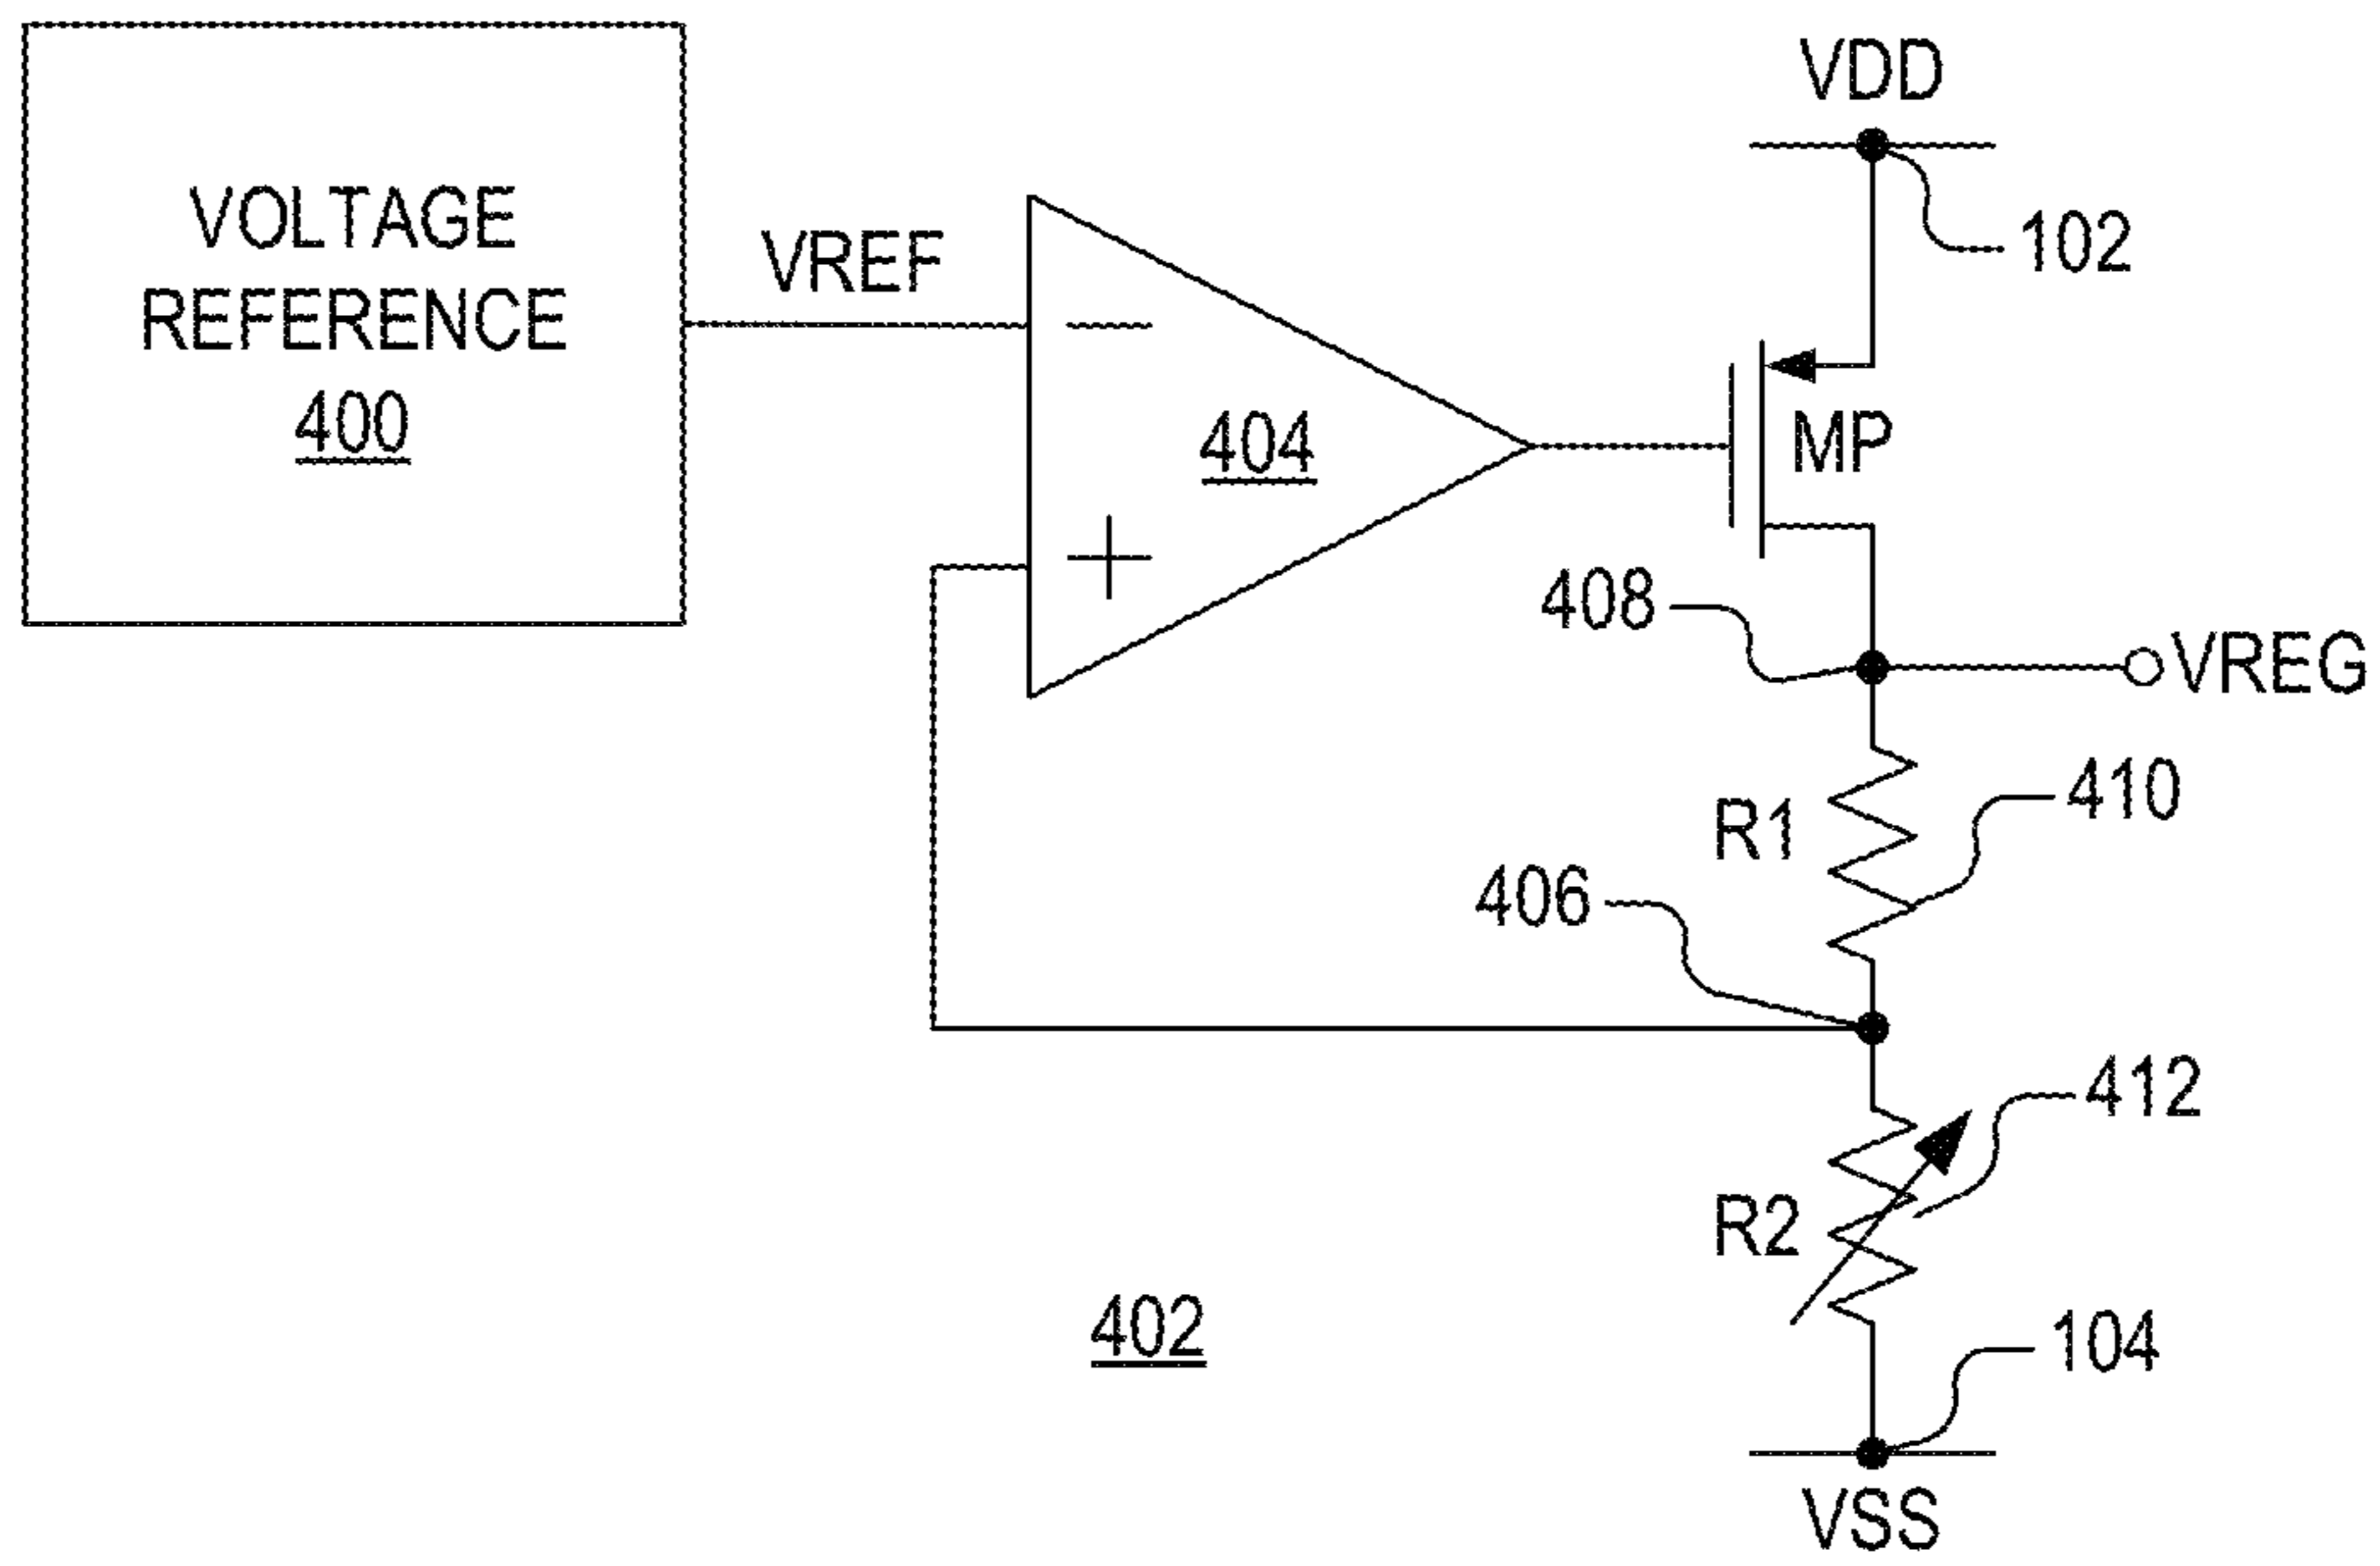 VOLTAGE
REFERENCE
400
VREF
−
404
+
VDD
102
MP
408
VREG
R1
410
406
412
R2
402
104
VSS